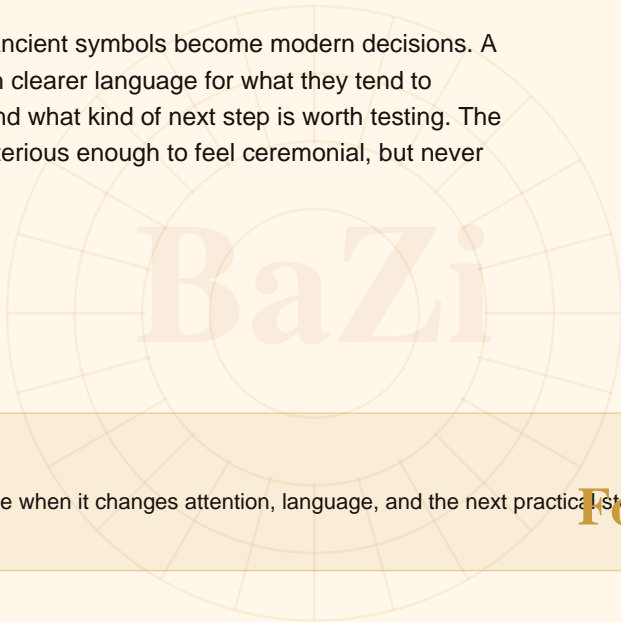 ncient symbols become modern decisions. A
clearer language for what they tend to
nd what kind of next step is worth testing. The
terious enough to feel ceremonial, but never
BaZi
e when it changes attention, language, and the next practical st
Fo